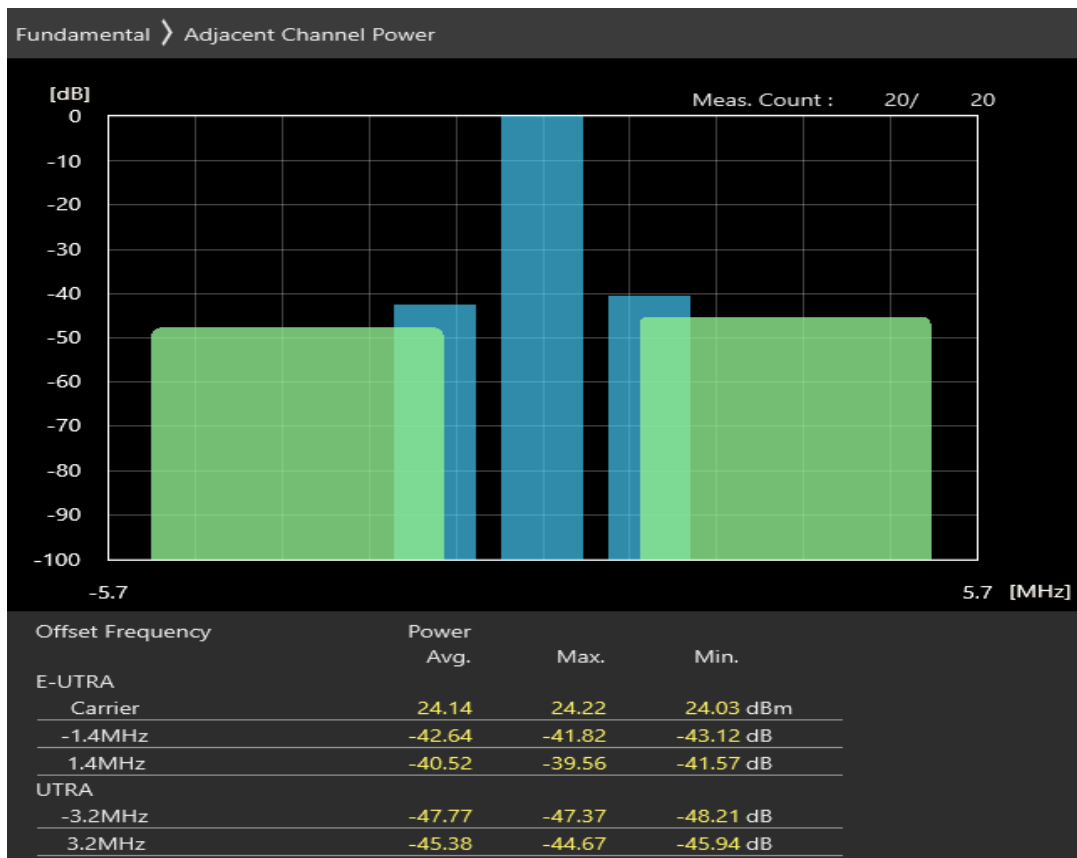 Fundamental > Adjacent Channel Power
[dB]
Meas. Count : 20/ 20
0
-10
-20
-30
-40
-50
-60
-70
-80
-90
-100
-5.7 5.7 [MHz]
Offset Frequency Power
Avg. Max. Min.
E-UTRA
Carrier 24.14 24.22 24.03 dBm
-1.4MHz -42.64 -41.82 -43.12 dB
1.4MHz -40.52 -39.56 -41.57 dB
UTRA
-3.2MHz -47.77 -47.37 -48.21 dB
3.2MHz -45.38 -44.67 -45.94 dB